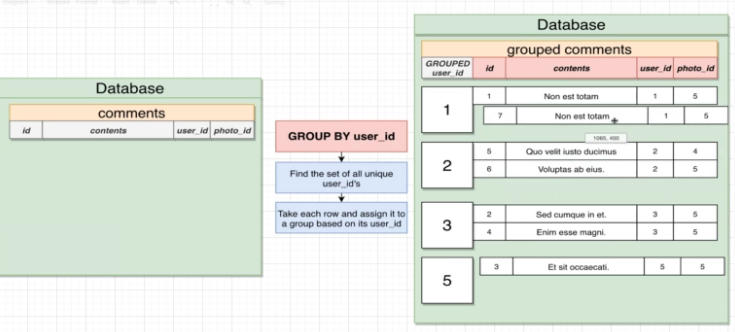 Database
comments
id contents user_id photo_id
GROUP BY user_id
Find the set of all unique
user_id's
Take each row and assign it to
a group based on its user_id
Database
grouped comments
GROUPED
user_id id contents user_id photo_id
1
1 Non est totam 1 5
7 Non est totam 1 5
1065, 400
2
5 Quo velit iusto ducimus 2 4
6 Voluptas ab eius. 2 5
3
2 Sed cumque in et. 3 5
4 Enim esse magni. 3 5
5
3 Et sit occaecati. 5 5